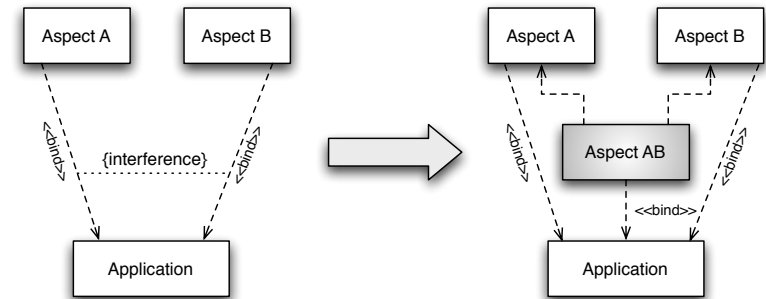 Aspect A
Aspect B
<<bind>>
{interference}
<<bind>>
Application
Aspect A
Aspect B
<<bind>>
Aspect AB
<<bind>>
<<bind>>
Application